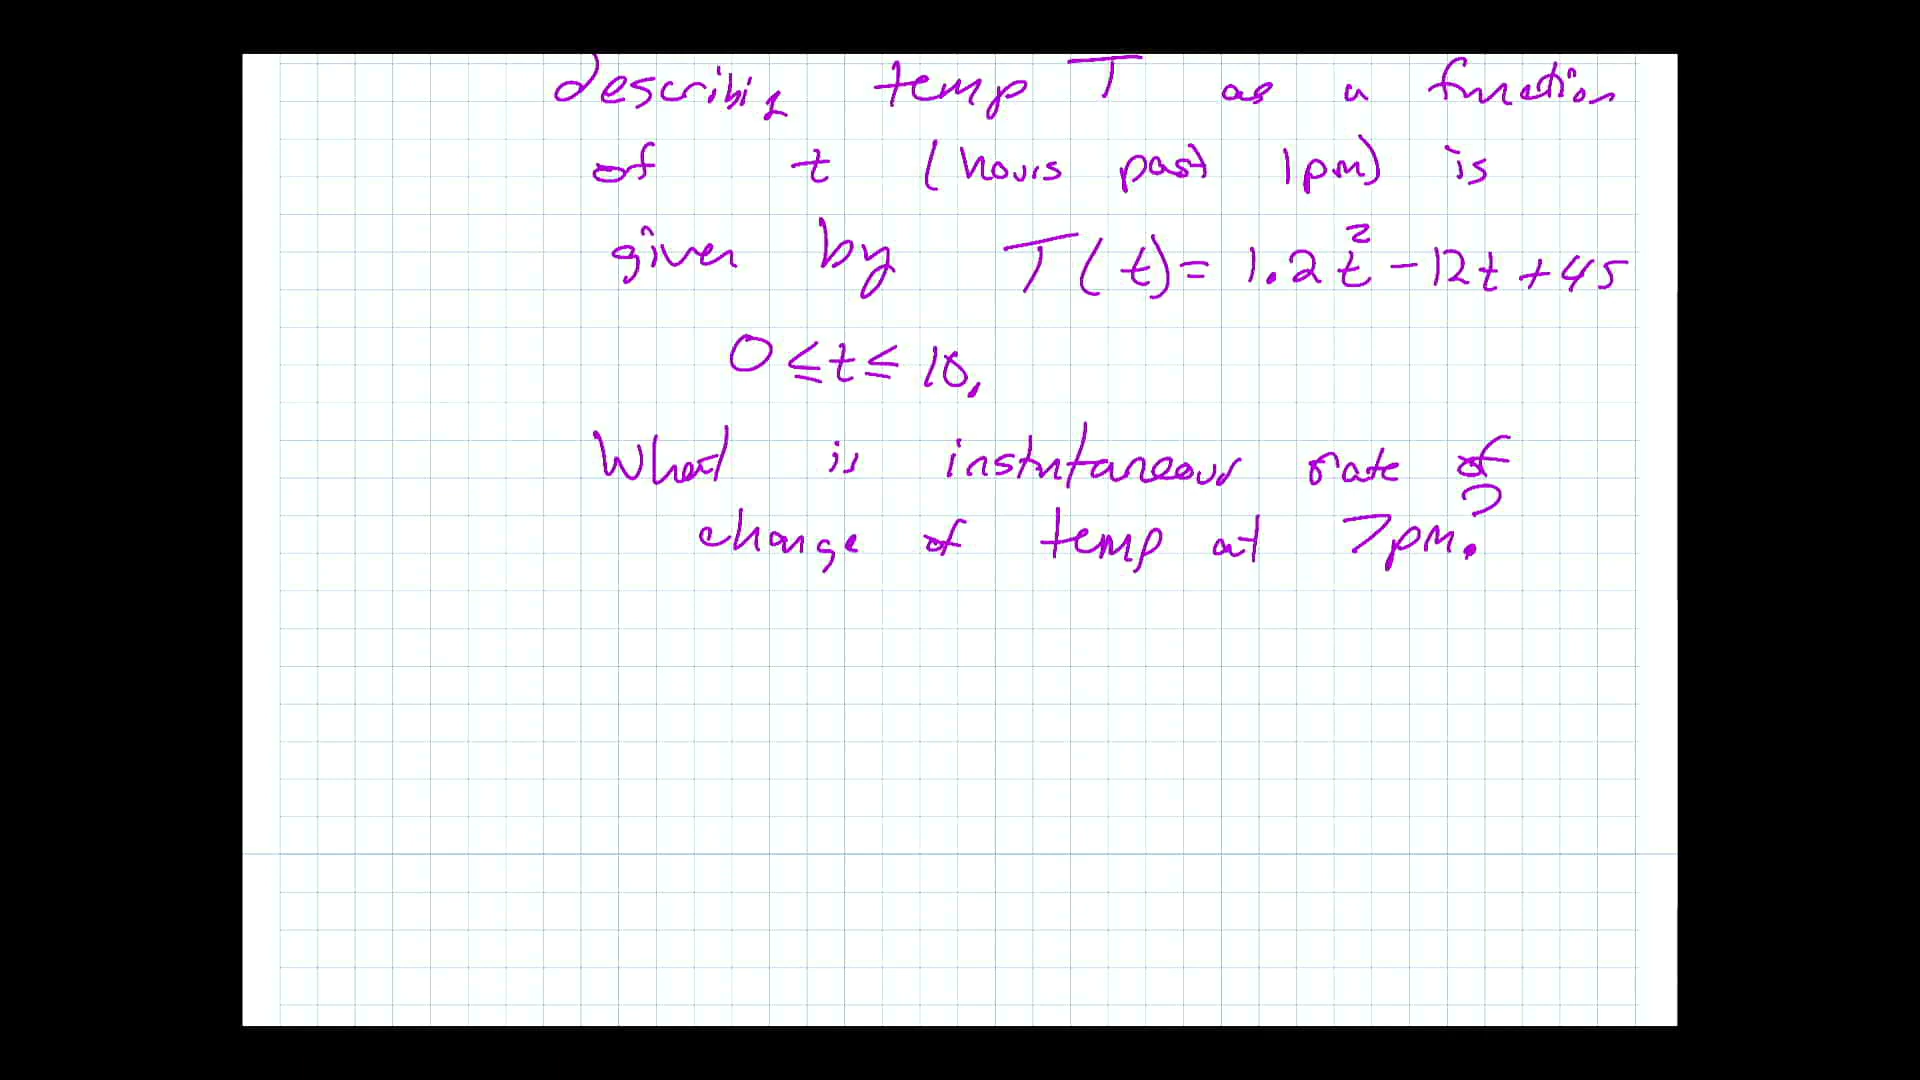 describing temp T as a function
of t (hours past 1pm) is
given by T(t) = 1.2t² - 12t + 45
0 ≤ t ≤ 10.
What is instntaneous rate of
change of temp at 7pm?